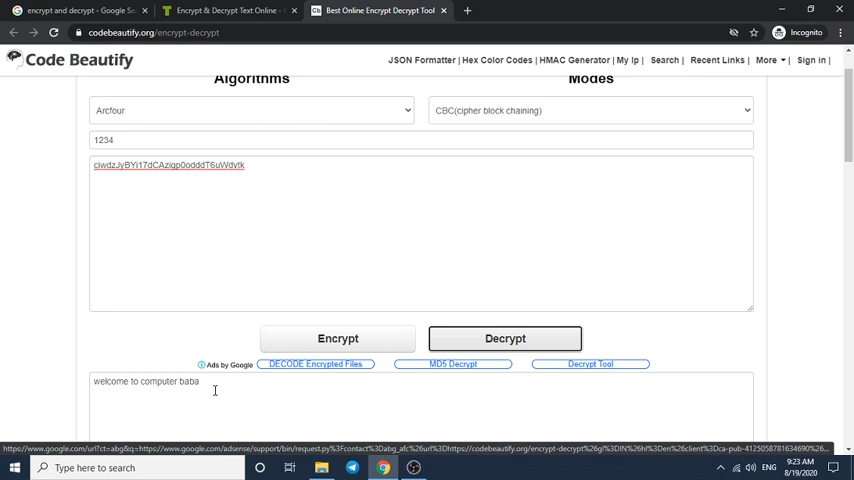 encrypt and decrypt - Google Se
Encrypt & Decrypt Text Online -
Best Online Encrypt Decrypt Tool
codebeautify.org/encrypt-decrypt
Incognito
Code Beautify
JSON Formatter | Hex Color Codes | HMAC Generator | My Ip | Search | Recent Links | More | Sign in |
Algorithms
Modes
Arcfour
CBC(cipher block chaining)
1234
Encrypt
Decrypt
Ads by Google
DECODE Encrypted Files
MD5 Decrypt
Decrypt Tool
welcome to computer baba
Type here to search
ENG
9:23 AM
8/19/2020